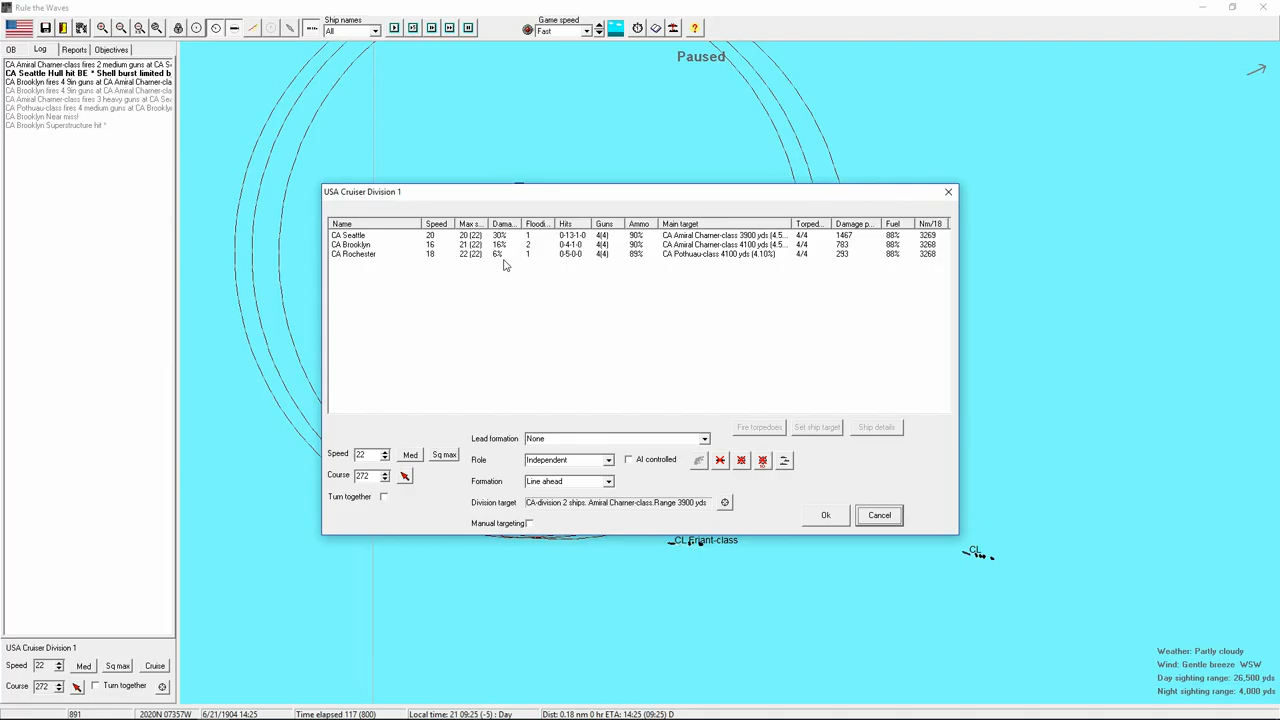 Rule the Waves
Ship names
All
Game speed
Fast
OB Log Reports Objectives
CA Amiral Charner-class fires 2 medium guns at CA S
CA Seattle Hull hit BE * Shell burst limited b
CA Brooklyn fires 4 9in guns at CA Amiral Charner-cla
CA Brooklyn fires 4 9in guns at CA Amiral Charner-cla
CA Amiral Charner-class fires 3 heavy guns at CA Sea
CA Pothuau-class fires 4 medium guns at CA Brooklyn
CA Brooklyn Near miss!
CA Brooklyn Superstructure hit *
Paused
USA Cruiser Division 1
Name Speed Max s... Dama... Floodi... Hits Guns Ammo Main target Torped... Damage p... Fuel Nm/18
CA Seattle 20 20 (22) 30% 1 0-13-1-0 4(4) 90% CA Amiral Charner-class 3900 yds (4.5... 4/4 1467 88% 3269
CA Brooklyn 16 21 (22) 16% 2 0-4-1-0 4(4) 90% CA Amiral Charner-class 4100 yds (4.5... 4/4 783 88% 3268
CA Rochester 18 22 (22) 6% 1 0-5-0-0 4(4) 89% CA Pothuau-class 4100 yds (4.10%) 4/4 293 88% 3268
Fire torpedoes Set ship target Ship details
Lead formation None
Speed 22 Med Sq max
Role Independent AI controlled
Course 272
Formation Line ahead
Turn together
Division target CA-division 2 ships. Amiral Charner-class.Range 3900 yds
Manual targeting
Ok Cancel
CL Friant-class
CL
USA Cruiser Division 1
Speed 22 Med Sq max Cruise
Course 272 Turn together
Weather: Partly cloudy
Wind: Gentle breeze WSW
Day sighting range: 26,500 yds
Night sighting range: 4,000 yds
891 2020N 07357W 6/21/1904 14:25 Time elapsed 117 (800) Local time: 21 09:25 (-5) : Day Dist: 0.18 nm 0 hr ETA: 14:25 (09:25) D